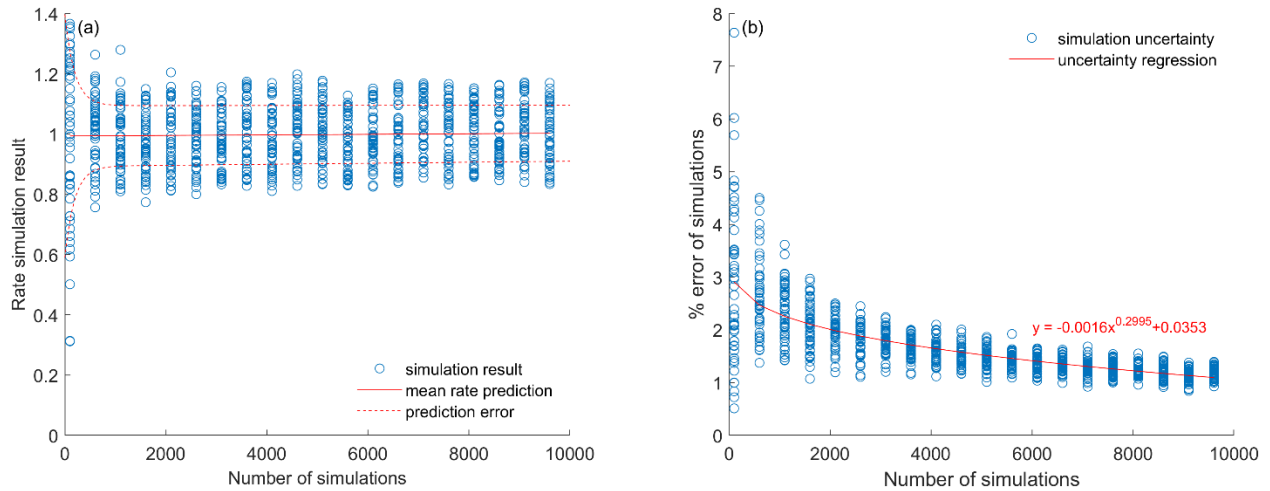 (a)
Rate simulation result
1.4
1.2
1
0.8
0.6
0.4
0.2
0
simulation result
mean rate prediction
prediction error
0 2000 4000 6000 8000 10000
Number of simulations
(b)
% error of simulations
8
7
6
5
4
3
2
1
0
simulation uncertainty
uncertainty regression
y = -0.0016x^0.2995+0.0353
0 2000 4000 6000 8000 10000
Number of simulations